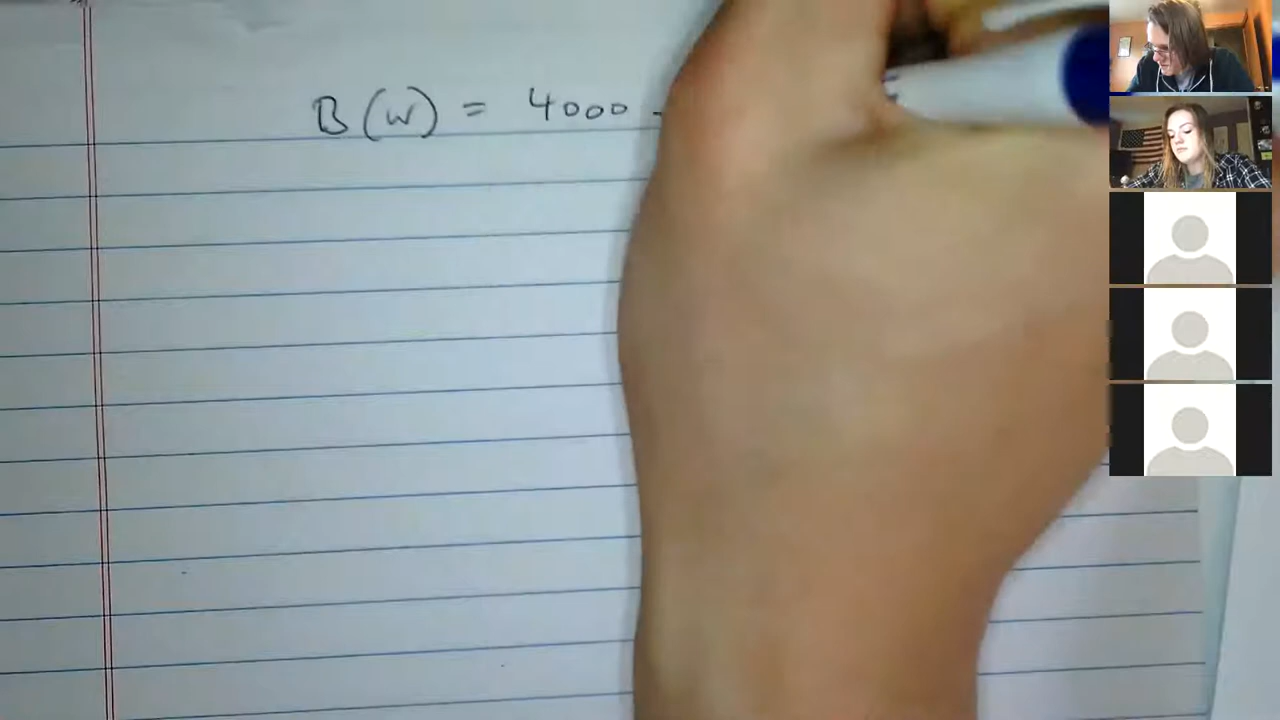 B(w) = 4000 -